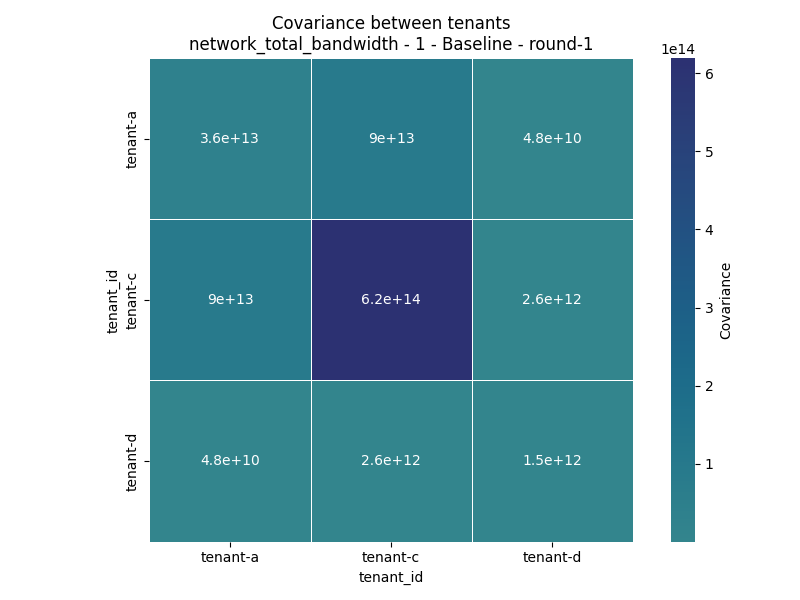 Covariance between tenants
network_total_bandwidth - 1 - Baseline - round-1
1e14
6
5
4
3
2
1
Covariance
tenant_id
tenant-a
tenant-c
tenant-d
3.6e+13 9e+13 4.8e+10
9e+13 6.2e+14 2.6e+12
4.8e+10 2.6e+12 1.5e+12
tenant-a tenant-c tenant-d
tenant_id